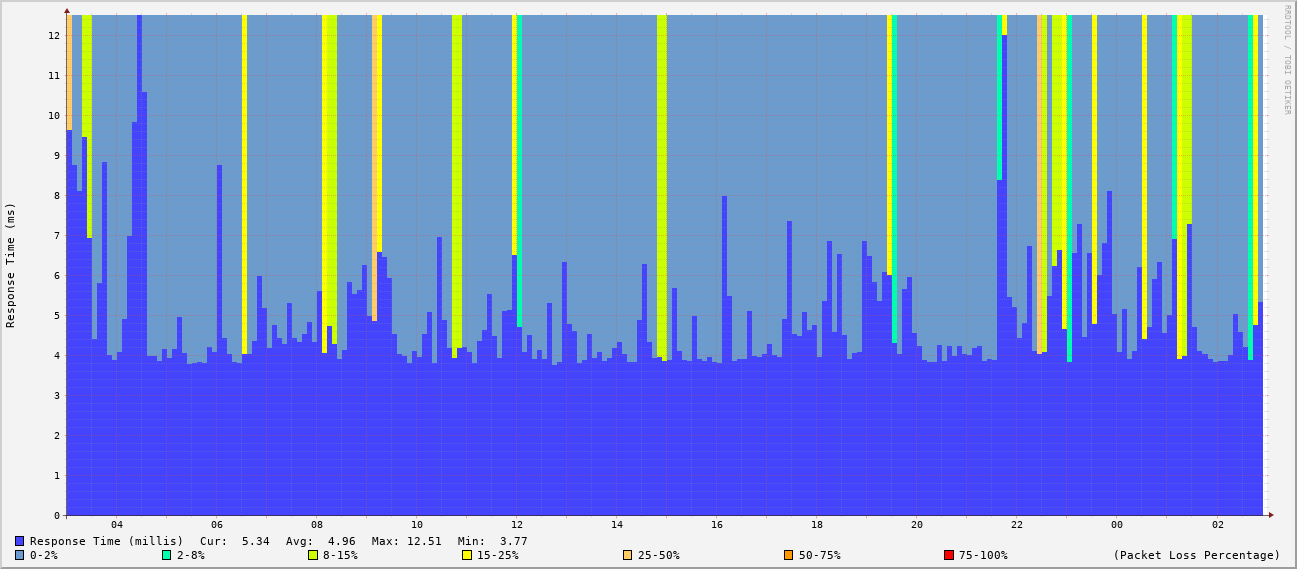 RRDTOOL / TOBI OETIKER
Response Time (ms)
12
11
10
9
8
7
6
5
4
3
2
1
0
04 06 08 10 12 14 16 18 20 22 00 02
Response Time (millis) Cur: 5.34 Avg: 4.96 Max: 12.51 Min: 3.77
0-2% 2-8% 8-15% 15-25% 25-50% 50-75% 75-100% (Packet Loss Percentage)